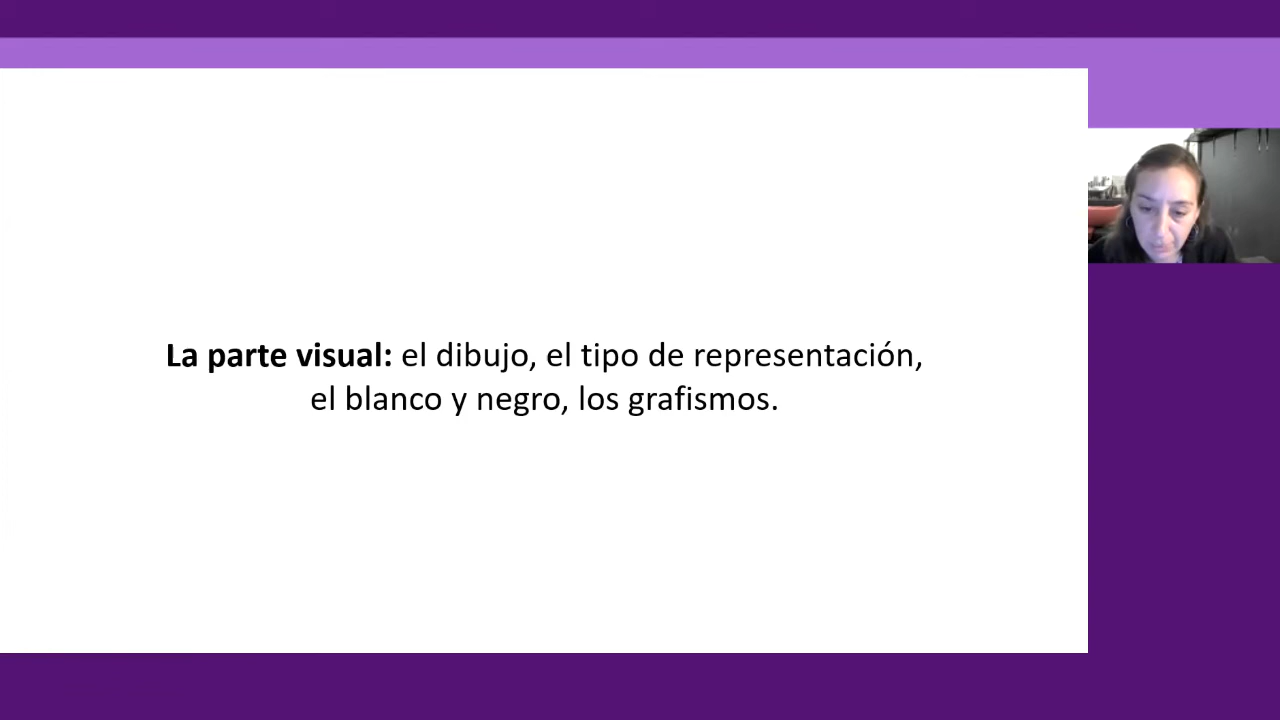 La parte visual: el dibujo, el tipo de representación,
el blanco y negro, los grafismos.